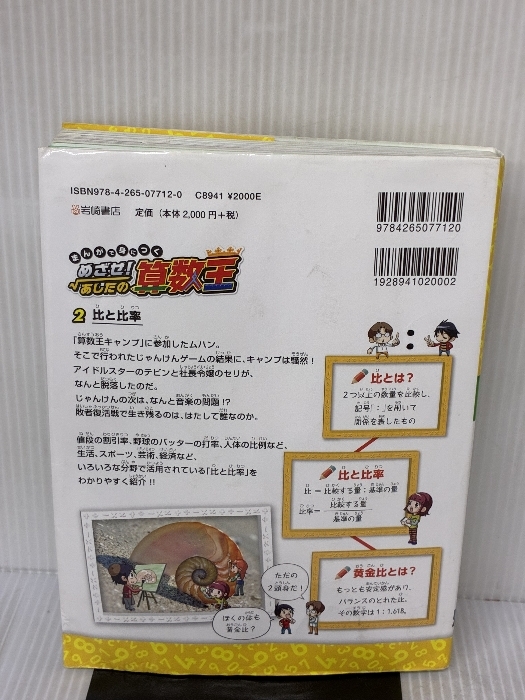 ISBN978-4-265-07712-0 C8941 ¥2000E
岩崎書店 定価(本体2,000円+税)
9784265077120
1928941020002
まんがで身につく
めざせ!
あしたの
算数王
2 比と比率
「算数王キャンプ」に参加したムハン。
そこで行われたじゃんけんゲームの結果に、キャンプは騒然!
アイドルスターのテビンと社長令嬢のセリが、
なんと脱落したのだ。
じゃんけんの次は、なんと音楽の問題!?
敗者復活戦で生き残るのは、はたして誰なのか。
値段の割引率、野球のバッターの打率、人体の比例など、
生活、スポーツ、芸術、経済など、
いろいろな分野で活用されている「比と比率」を
わかりやすく紹介!!
:
比とは?
2つ以上の数量を比較し、
記号「:」を用いて
関係を表したもの
比と比率
比=比較する量:基準の量
比率=比較する量
基準の量
黄金比とは?
もっとも安定感があり、
バランスのとれた比。
その数字は1:1.618。
ただの
2頭身だ!
ぼくの体も
黄金比?